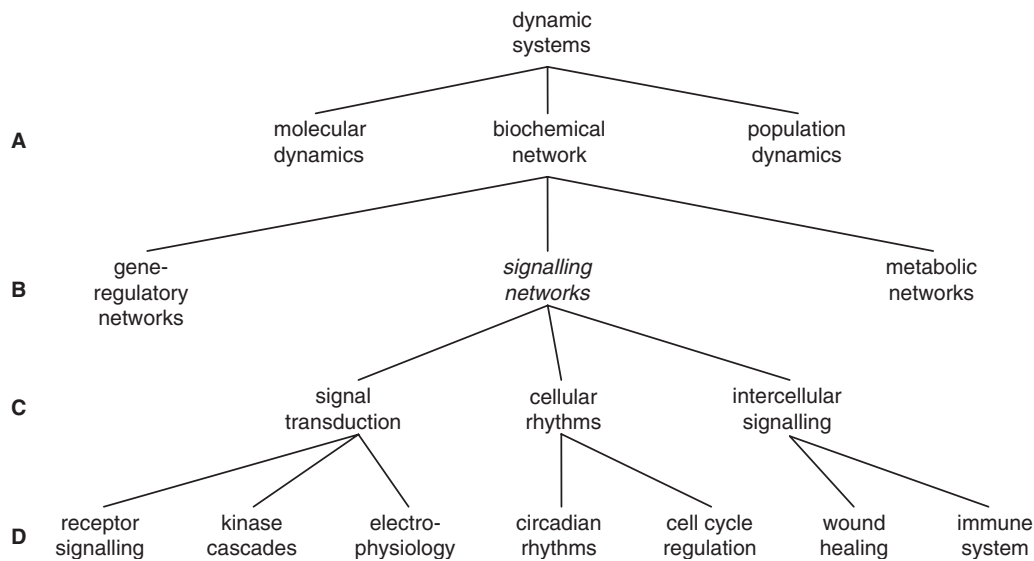 dynamic
systems
A
molecular
dynamics
biochemical
network
population
dynamics
B
gene-
regulatory
networks
signalling
networks
metabolic
networks
C
signal
transduction
cellular
rhythms
intercellular
signalling
D
receptor
signalling
kinase
cascades
electro-
physiology
circadian
rhythms
cell cycle
regulation
wound
healing
immune
system